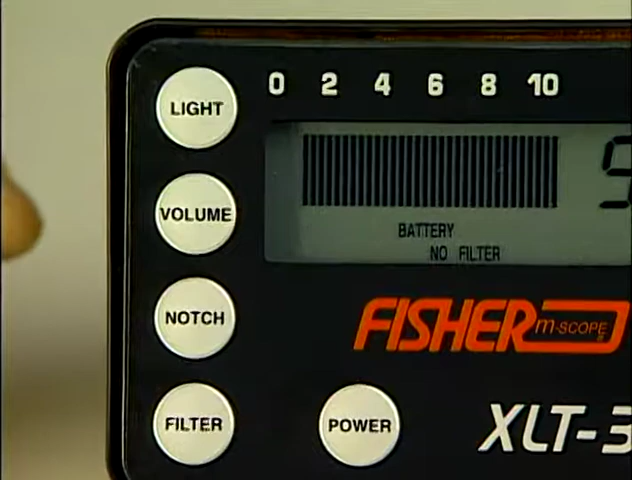 LIGHT
0 2 4 6 8 10
VOLUME
BATTERY
NO FILTER
NOTCH
FISHER m-SCOPE
FILTER
POWER
XLT-3